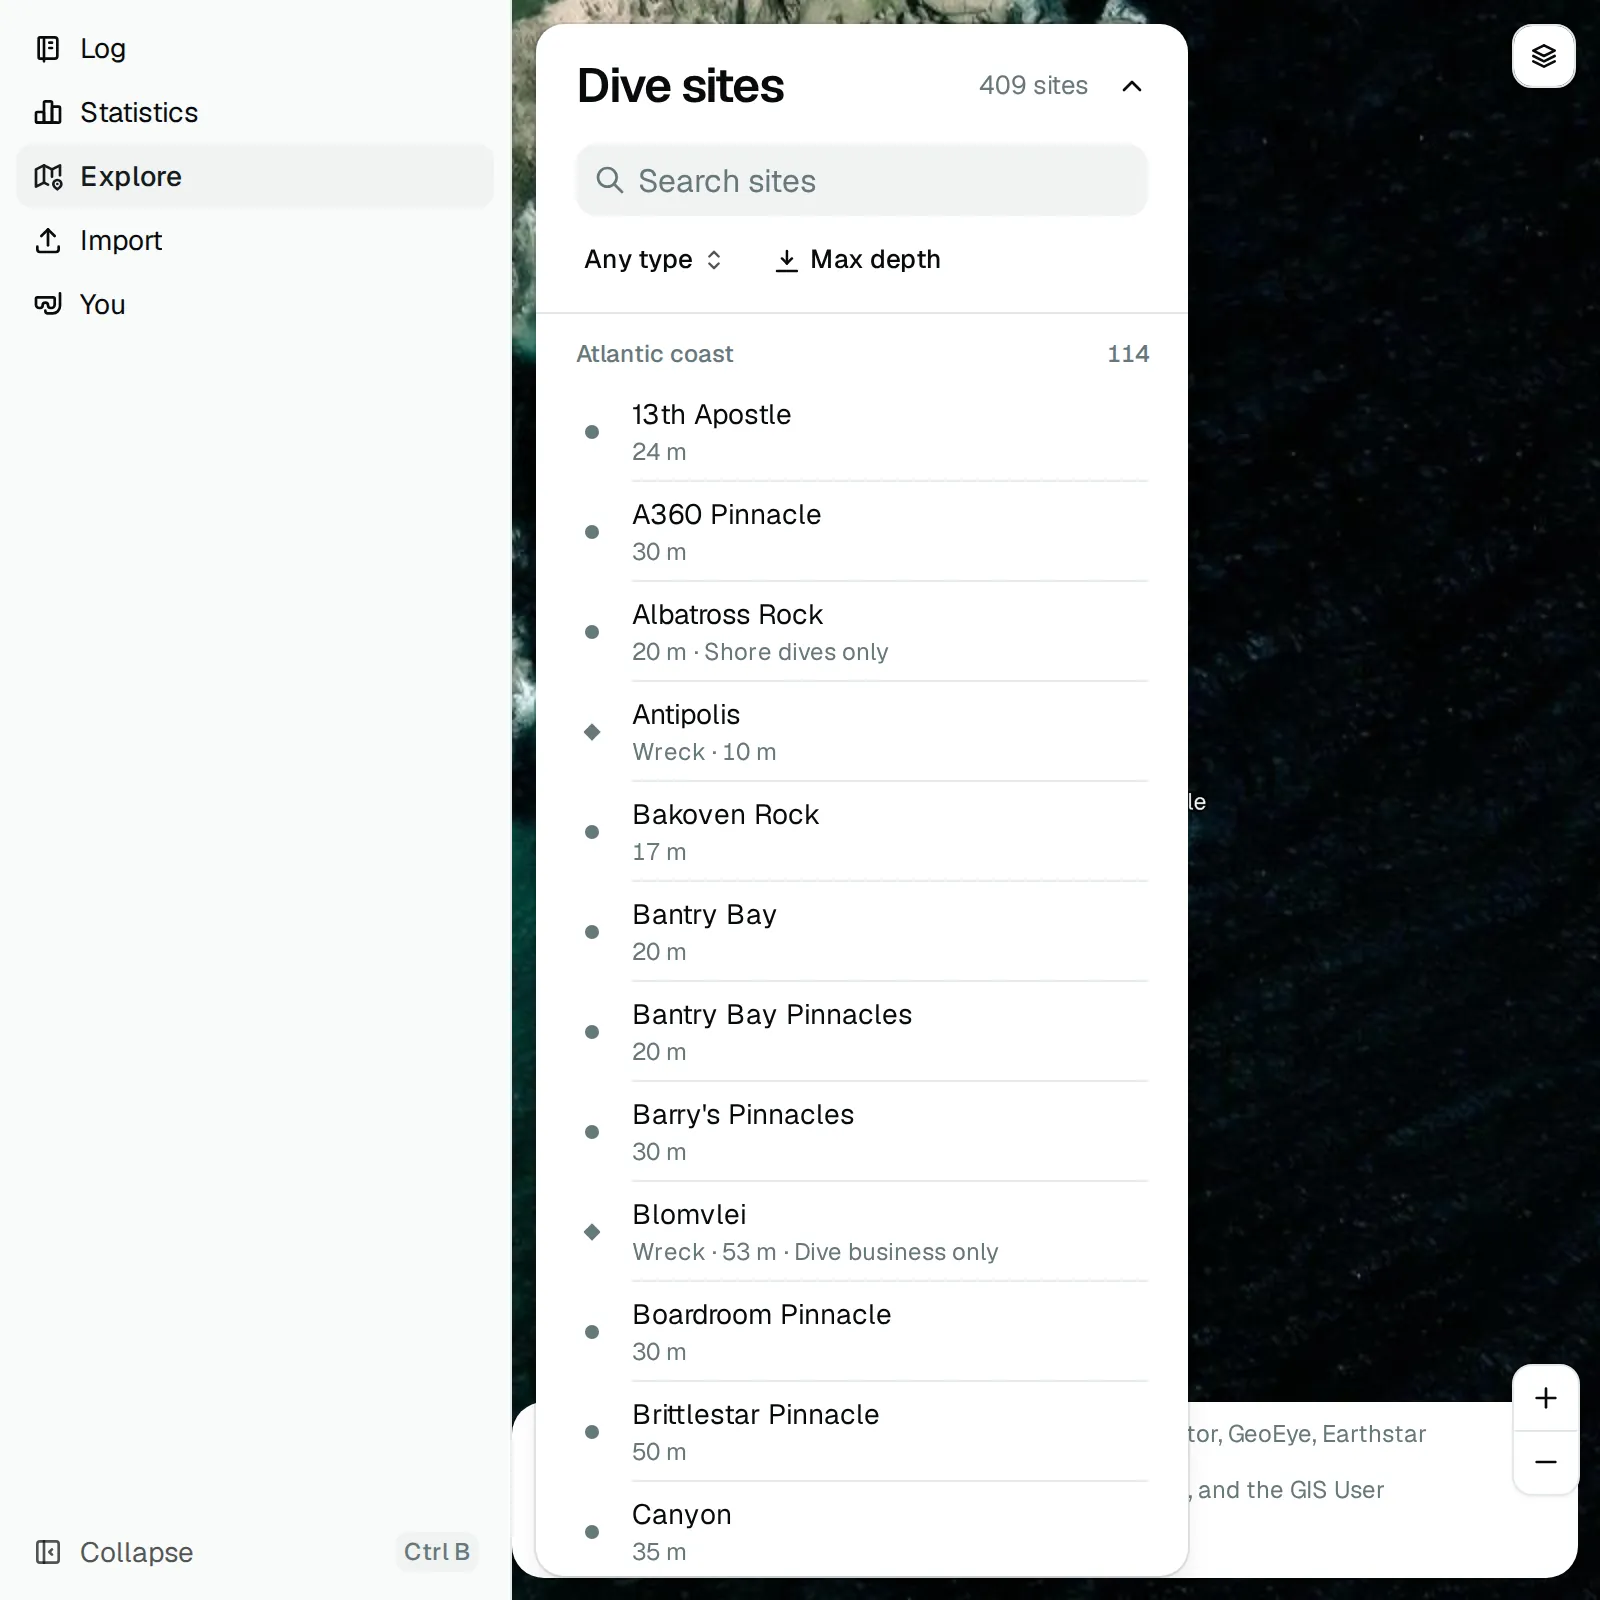 Log
Statistics
Explore
Import
You
Collapse
Ctrl B
Dive sites
409 sites
Search sites
Any type
Max depth
Atlantic coast
114
13th Apostle
24 m
A360 Pinnacle
30 m
Albatross Rock
20 m · Shore dives only
Antipolis
Wreck · 10 m
Bakoven Rock
17 m
Bantry Bay
20 m
Bantry Bay Pinnacles
20 m
Barry's Pinnacles
30 m
Blomvlei
Wreck · 53 m · Dive business only
Boardroom Pinnacle
30 m
Brittlestar Pinnacle
50 m
Canyon
35 m
le
tor, GeoEye, Earthstar
, and the GIS User